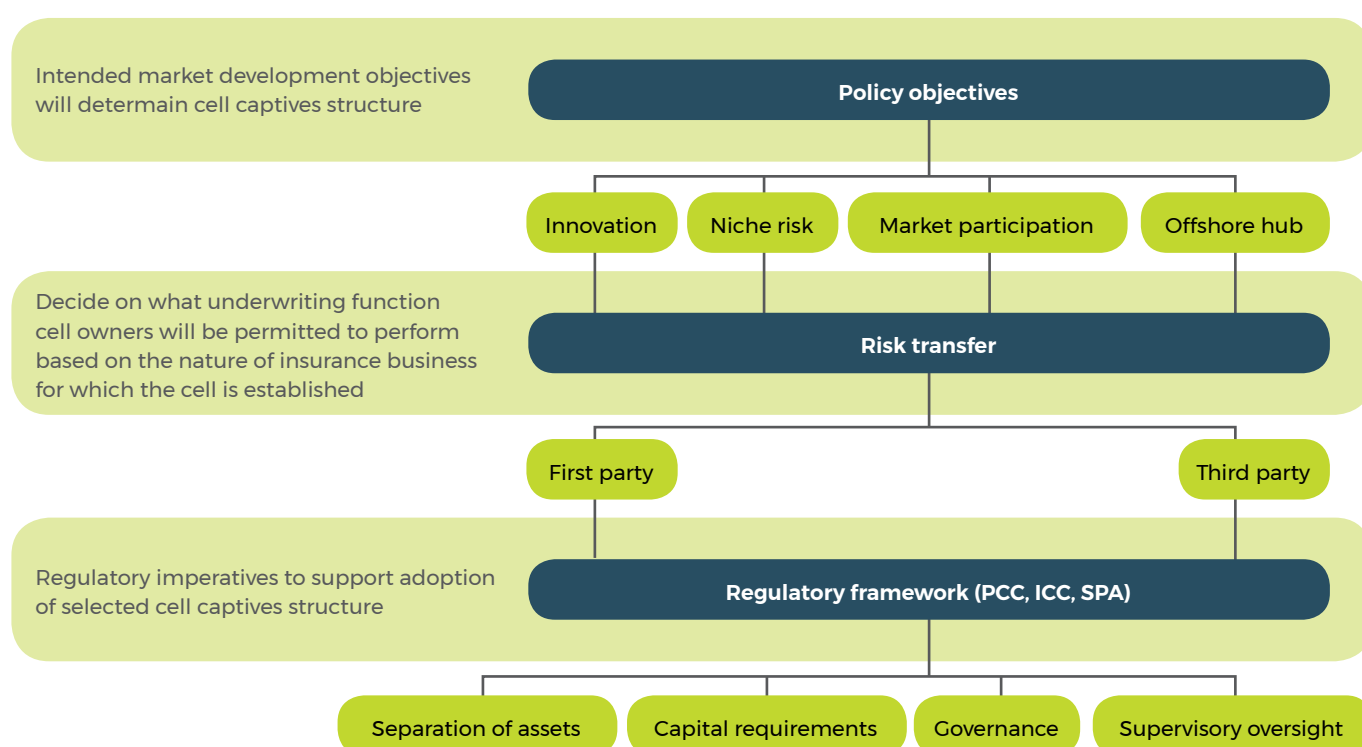 Intended market development objectives
will determain cell captives structure
Policy objectives
Innovation
Niche risk
Market participation
Offshore hub
Decide on what underwriting function
cell owners will be permitted to perform
based on the nature of insurance business
for which the cell is established
Risk transfer
First party
Third party
Regulatory imperatives to support adoption
of selected cell captives structure
Regulatory framework (PCC, ICC, SPA)
Separation of assets
Capital requirements
Governance
Supervisory oversight